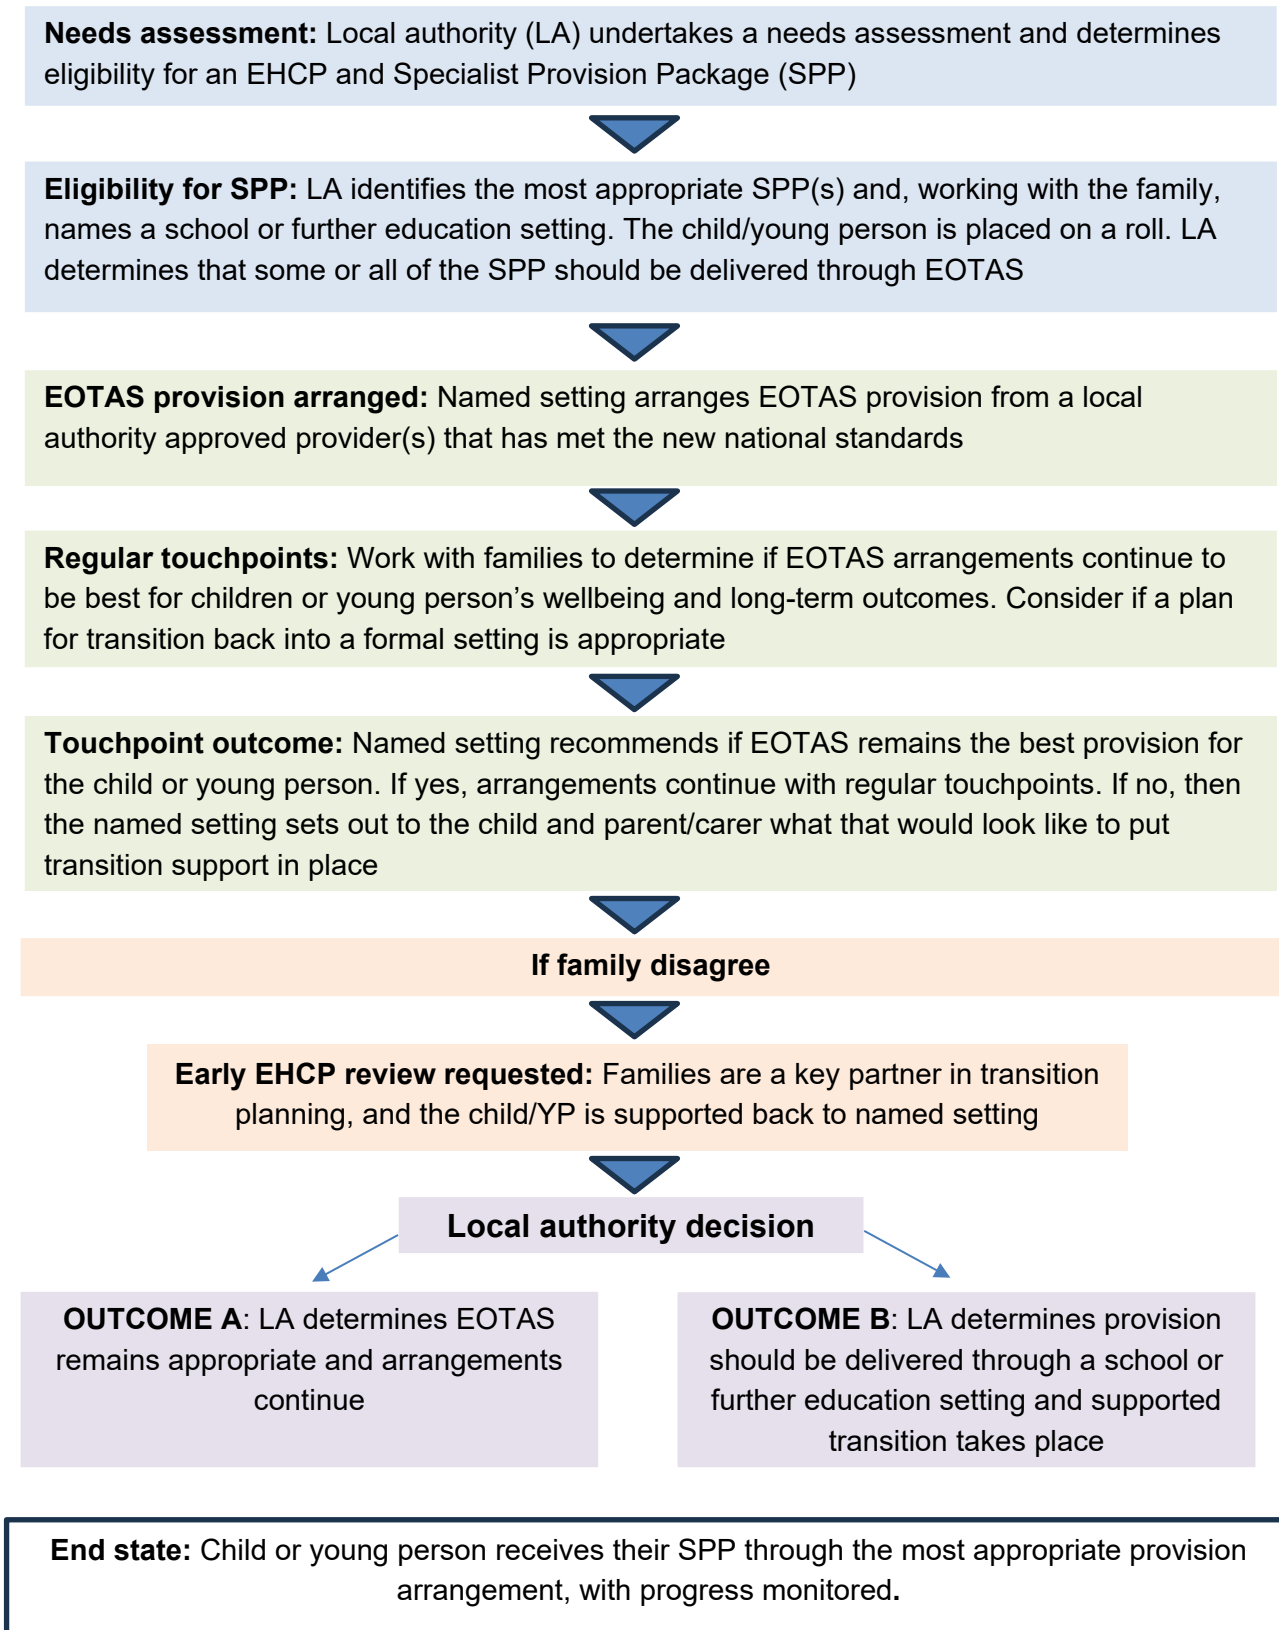 Needs assessment: Local authority (LA) undertakes a needs assessment and determines
eligibility for an EHCP and Specialist Provision Package (SPP)
Eligibility for SPP: LA identifies the most appropriate SPP(s) and, working with the family,
names a school or further education setting. The child/young person is placed on a roll. LA
determines that some or all of the SPP should be delivered through EOTAS
EOTAS provision arranged: Named setting arranges EOTAS provision from a local
authority approved provider(s) that has met the new national standards
Regular touchpoints: Work with families to determine if EOTAS arrangements continue to
be best for children or young person’s wellbeing and long-term outcomes. Consider if a plan
for transition back into a formal setting is appropriate
Touchpoint outcome: Named setting recommends if EOTAS remains the best provision for
the child or young person. If yes, arrangements continue with regular touchpoints. If no, then
the named setting sets out to the child and parent/carer what that would look like to put
transition support in place
If family disagree
Early EHCP review requested: Families are a key partner in transition
planning, and the child/YP is supported back to named setting
Local authority decision
OUTCOME A: LA determines EOTAS
remains appropriate and arrangements
continue
OUTCOME B: LA determines provision
should be delivered through a school or
further education setting and supported
transition takes place
End state: Child or young person receives their SPP through the most appropriate provision
arrangement, with progress monitored.